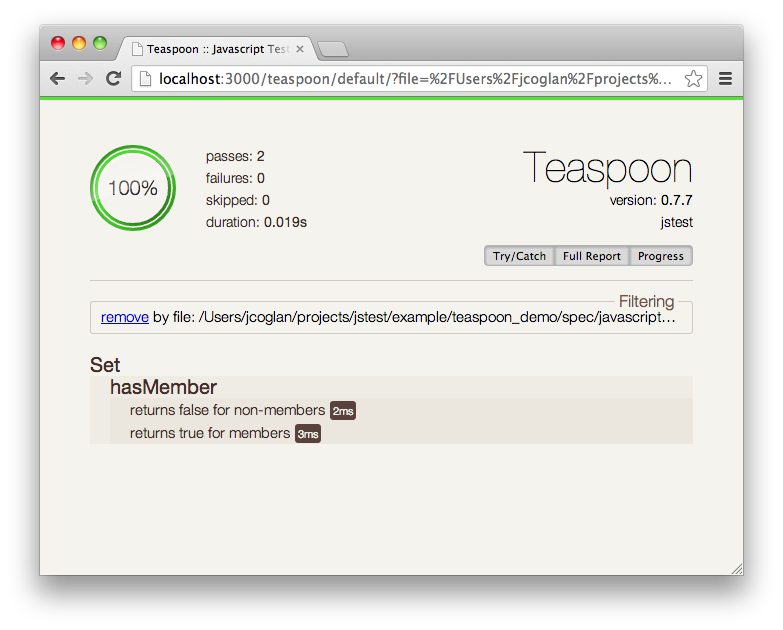 Teaspoon :: Javascript Test
localhost:3000/teaspoon/default/?file=%2FUsers%2Fjcoglan%2Fprojects%...
100%
passes: 2
failures: 0
skipped: 0
duration: 0.019s
Teaspoon
version: 0.7.7
jstest
Try/Catch Full Report Progress
Filtering
remove by file: /Users/jcoglan/projects/jstest/example/teaspoon_demo/spec/javascript...
Set
hasMember
returns false for non-members 2ms
returns true for members 3ms